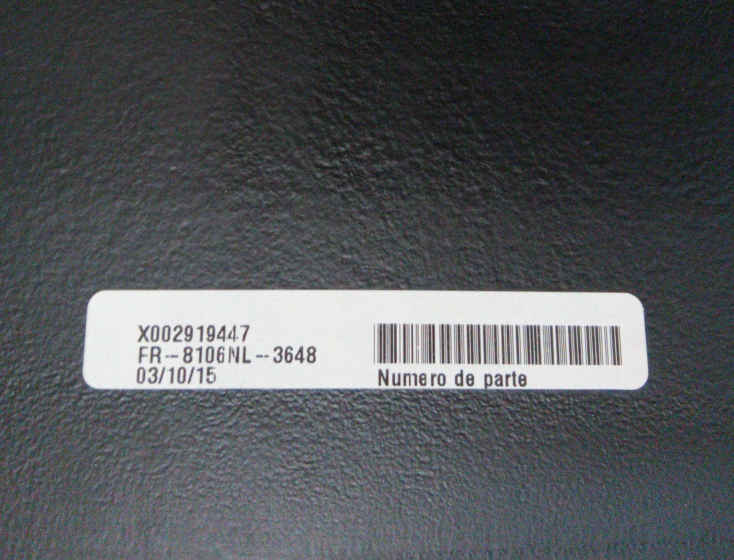 X002919447
FR-8106NL-3648
03/10/15
Numero de parte